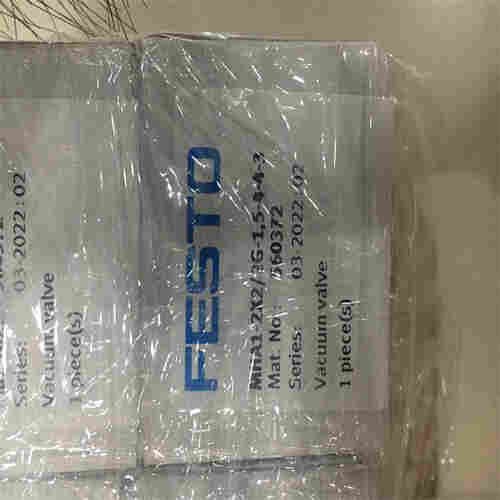 Series: 03-2022:02
Vacuum valve
1 piece(s)
FESTO
Mat. No.: 560372
Series: 03-2022/02
Vacuum valve
1 piece(s)